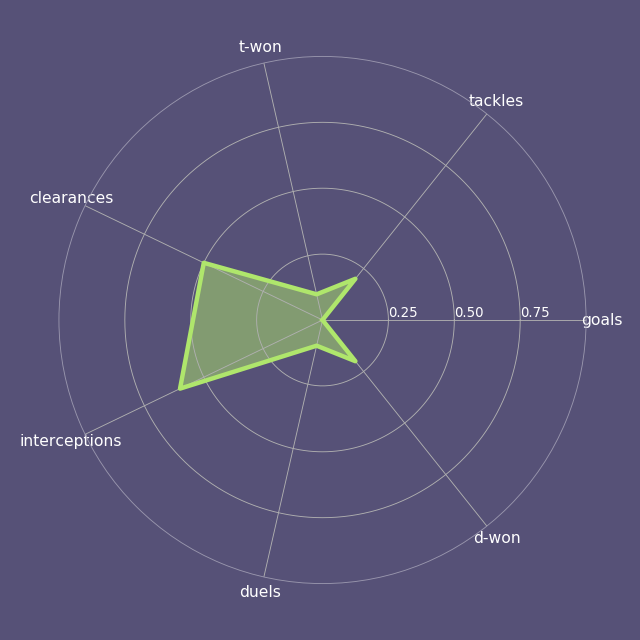 t-won
tackles
clearances
0.25 0.50 0.75
goals
interceptions
d-won
duels